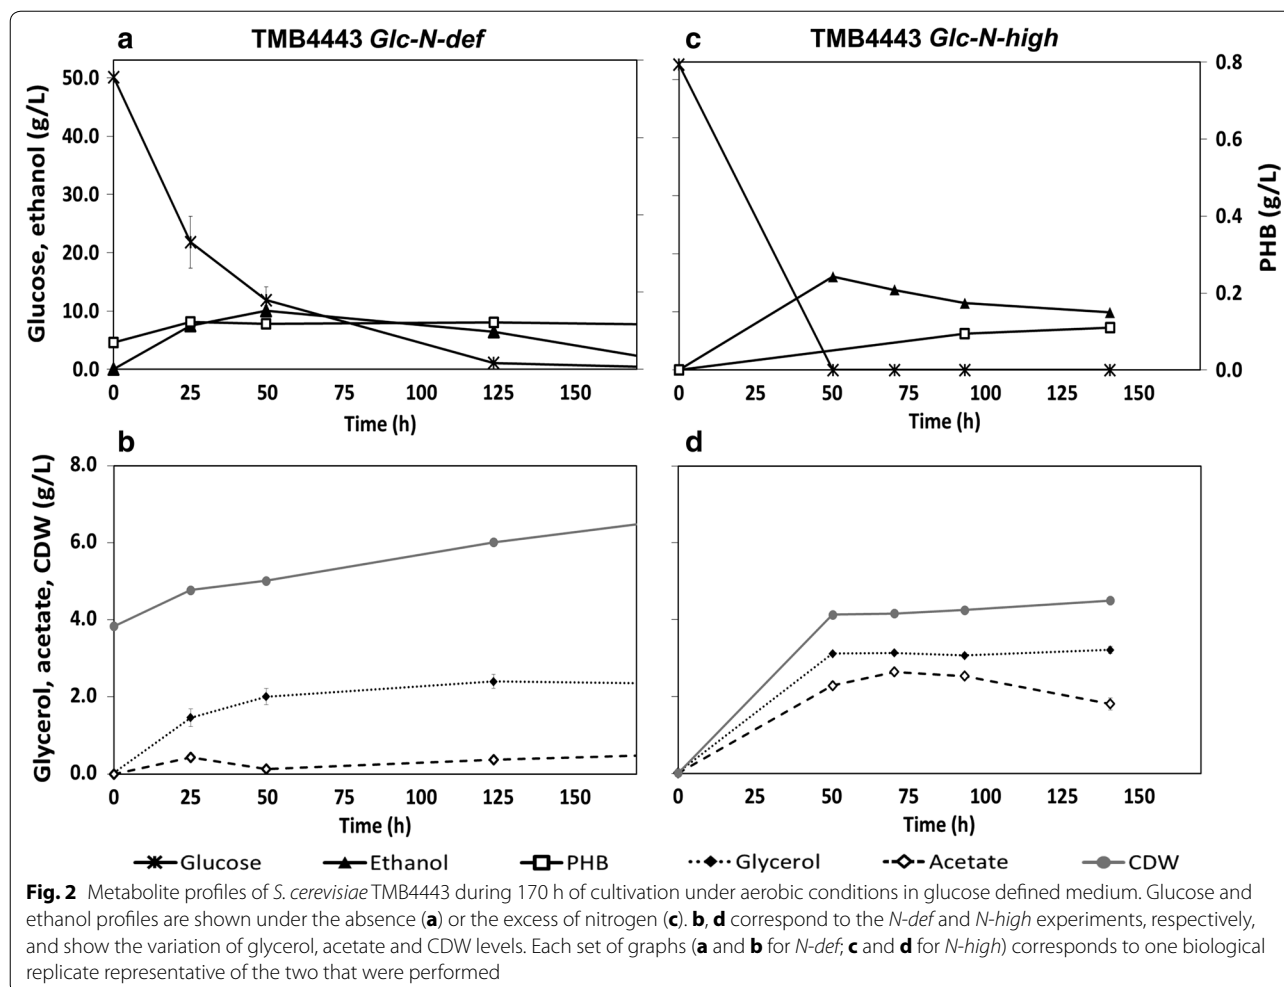 a
TMB4443 Glc-N-def
c
TMB4443 Glc-N-high
Glucose, ethanol (g/L)
50.0
40.0
30.0
20.0
10.0
0.0
0 25 50 75 100 125 150
Time (h)
0.8
0.6
0.4
0.2
0.0
PHB (g/L)
0 25 50 75 100 125 150
Time (h)
b
d
Glycerol, acetate, CDW (g/L)
8.0
6.0
4.0
2.0
0.0
0 25 50 75 100 125 150
Time (h)
0 25 50 75 100 125 150
Time (h)
Glucose Ethanol PHB Glycerol Acetate CDW
Fig. 2 Metabolite profiles of S. cerevisiae TMB4443 during 170 h of cultivation under aerobic conditions in glucose defined medium. Glucose and
ethanol profiles are shown under the absence (a) or the excess of nitrogen (c). b, d correspond to the N-def and N-high experiments, respectively,
and show the variation of glycerol, acetate and CDW levels. Each set of graphs (a and b for N-def; c and d for N-high) corresponds to one biological
replicate representative of the two that were performed